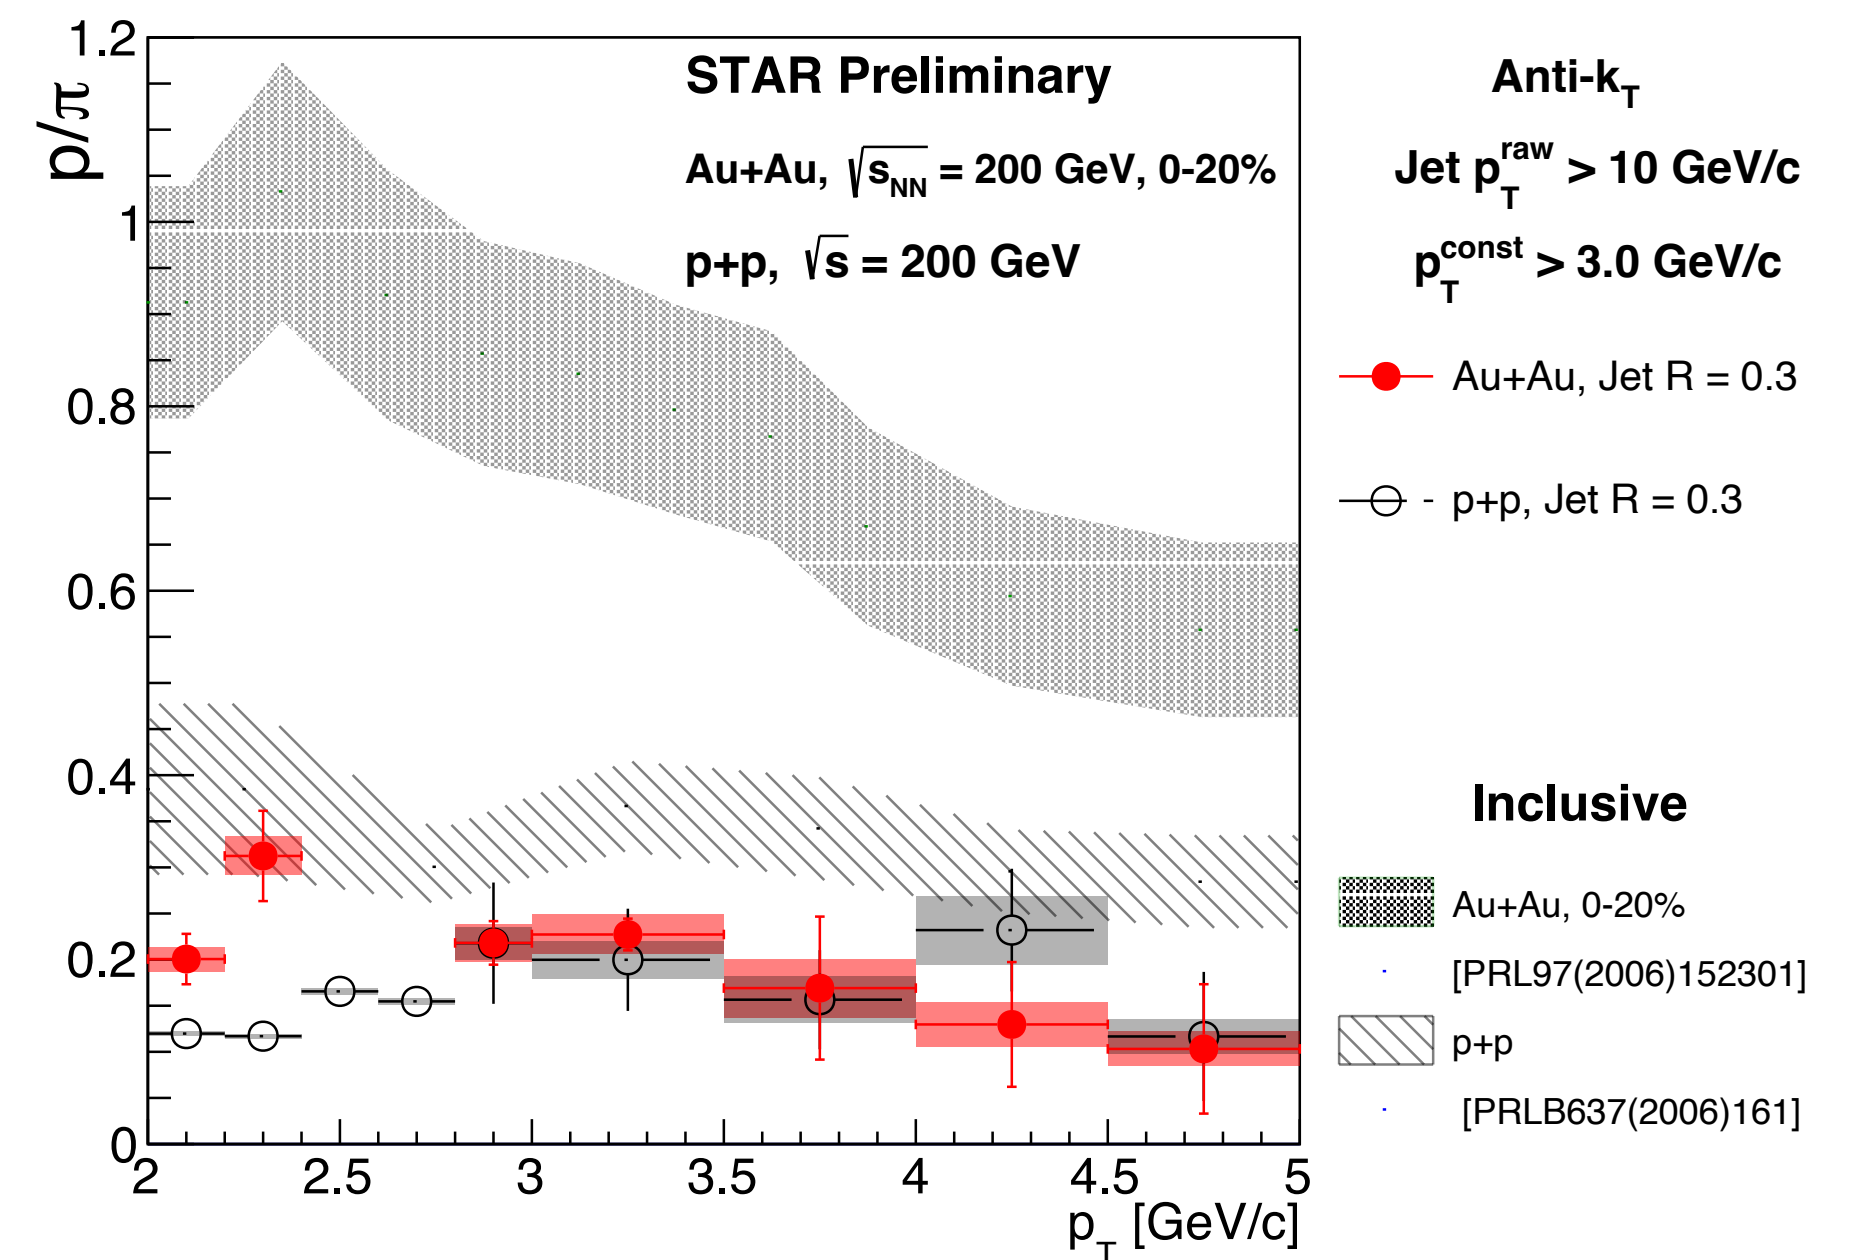 1.2
1
0.8
0.6
0.4
0.2
0
p/π
STAR Preliminary
Au+Au, √sNN = 200 GeV, 0-20%
p+p, √s = 200 GeV
2
2.5
3
3.5
4
4.5
5
pT [GeV/c]
Anti-kT
Jet pTraw > 10 GeV/c
pTconst > 3.0 GeV/c
Au+Au, Jet R = 0.3
p+p, Jet R = 0.3
Inclusive
Au+Au, 0-20%
[PRL97(2006)152301]
p+p
[PRLB637(2006)161]